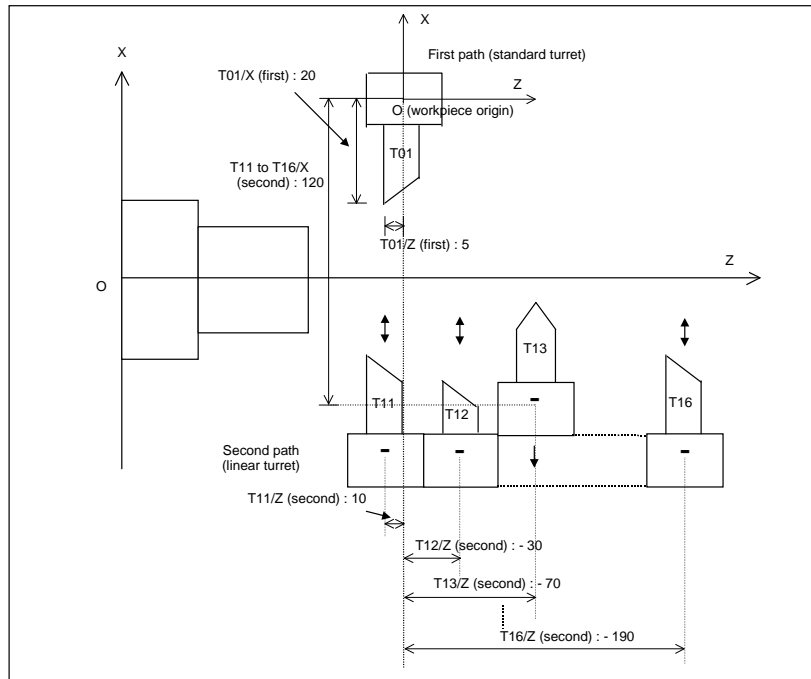 X
First path (standard turret)
X
T01/X (first) : 20
Z
O (workpiece origin)
T01
T11 to T16/X
(second) : 120
T01/Z (first) : 5
Z
O
T13
T11
T12
T16
Second path
(linear turret)
T11/Z (second) : 10
T12/Z (second) : - 30
T13/Z (second) : - 70
T16/Z (second) : - 190